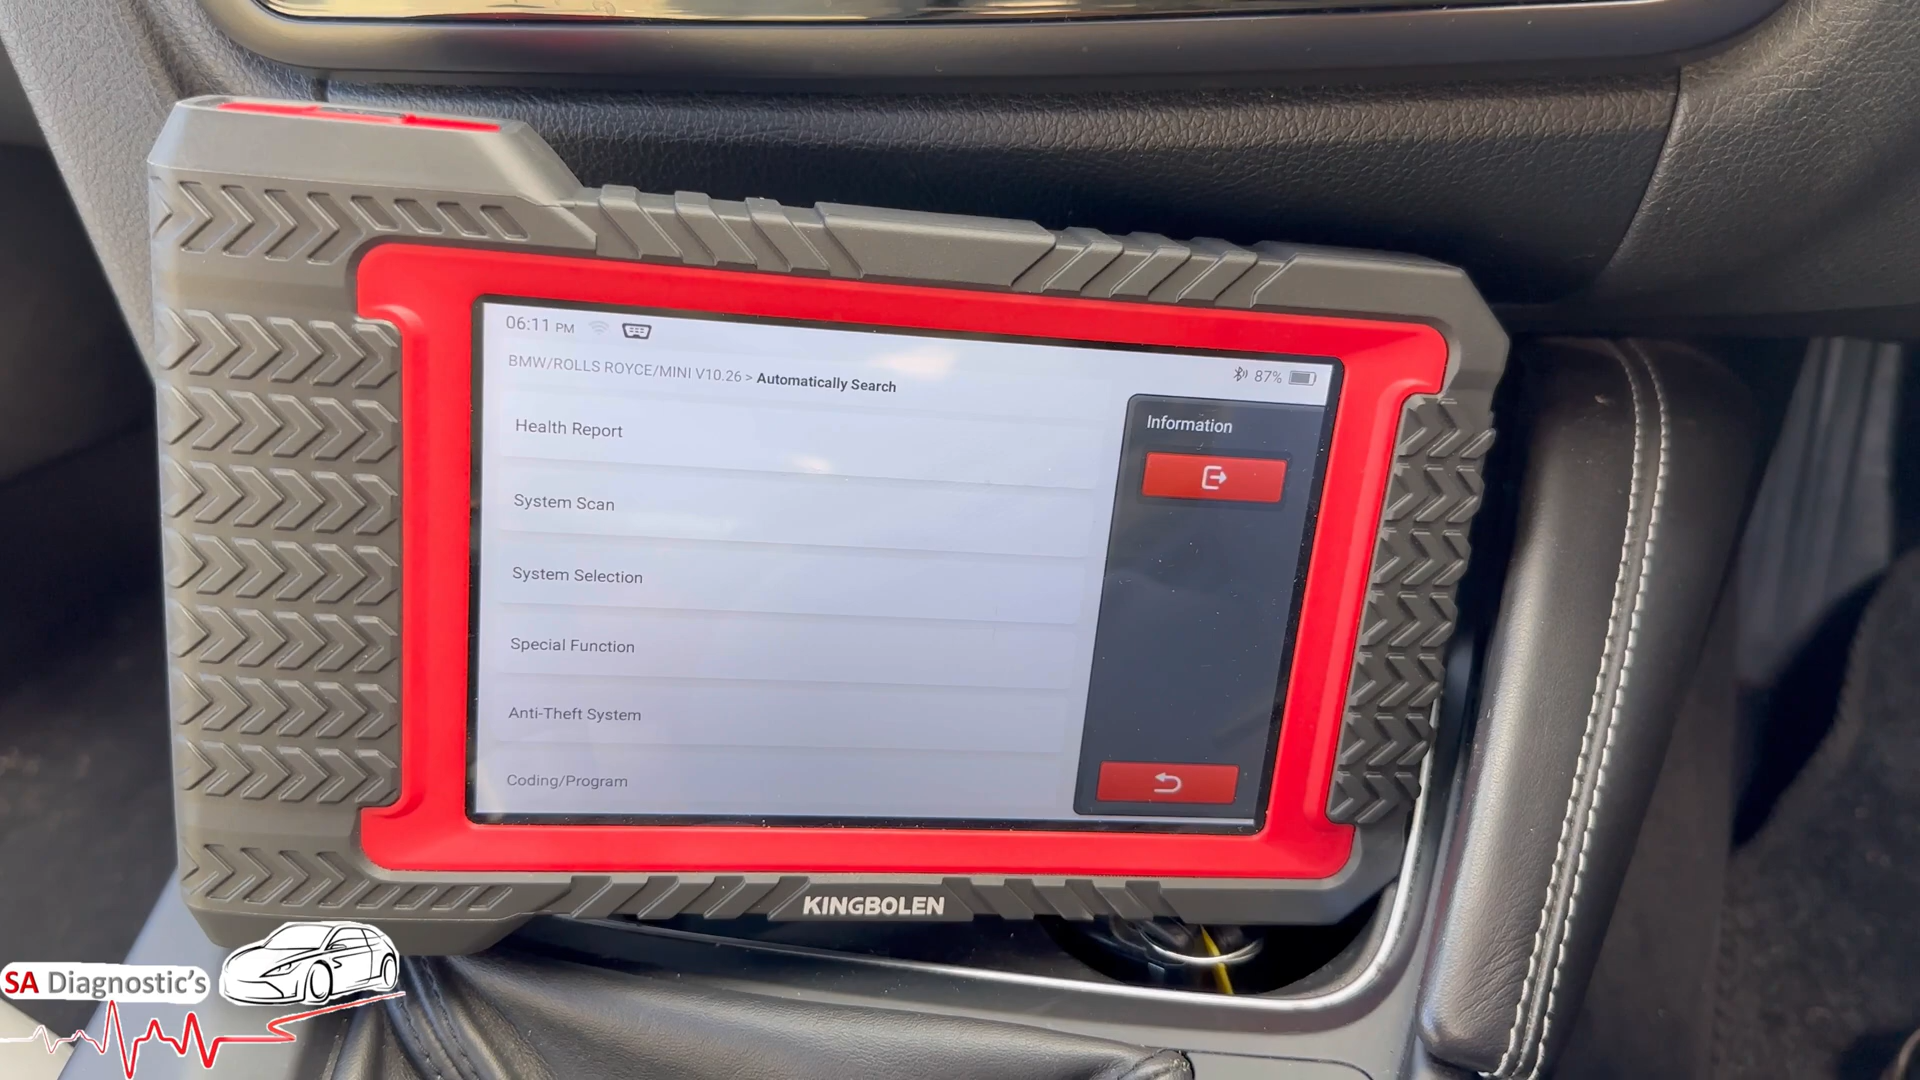 06:11 PM
87%
BMW/ROLLS ROYCE/MINI V10.26 > Automatically Search
Information
Health Report
System Scan
System Selection
Special Function
Anti-Theft System
Coding/Program
KINGBOLEN
SA Diagnostic's